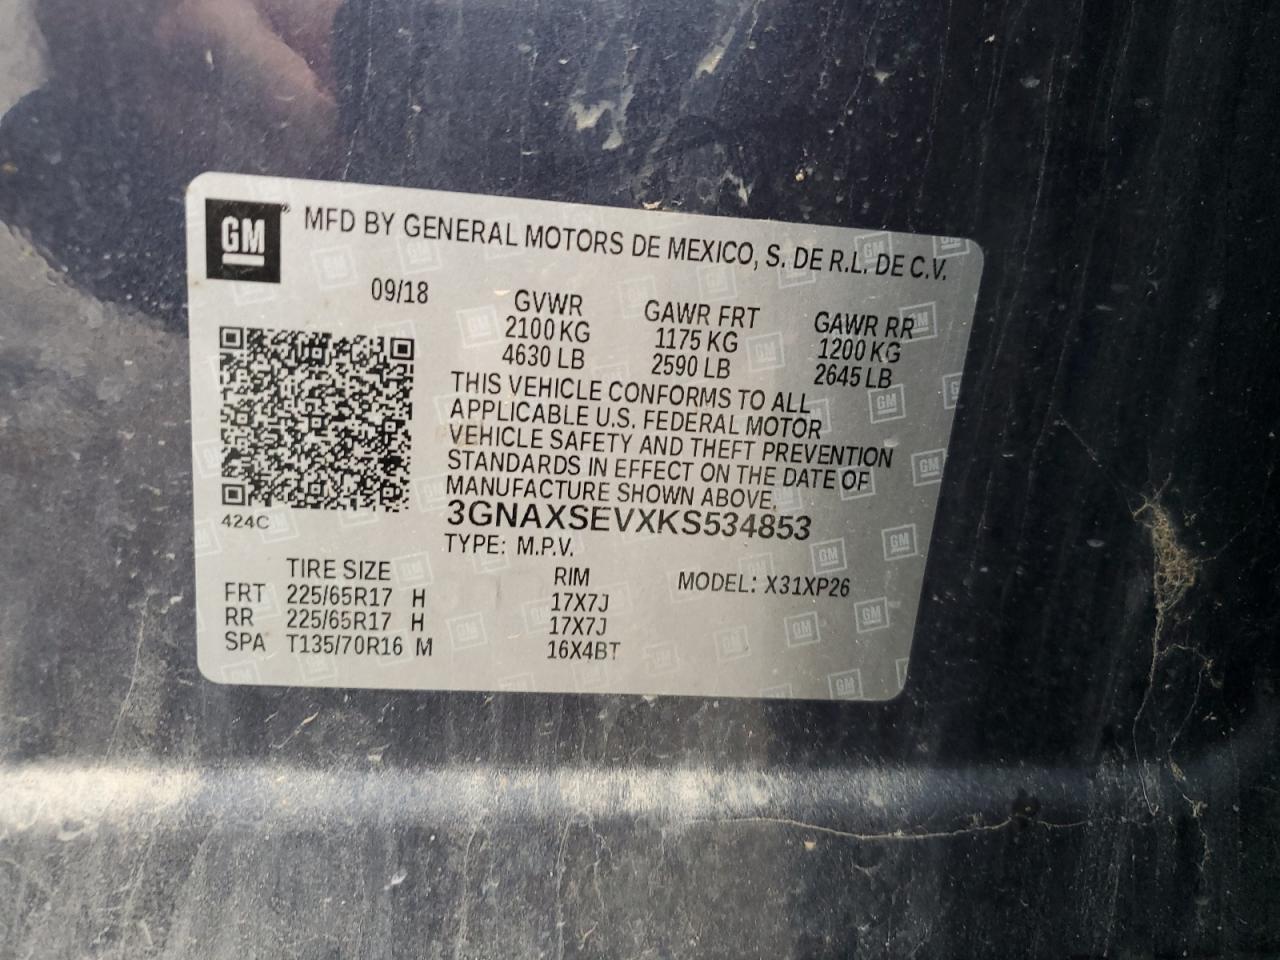 GM MFD BY GENERAL MOTORS DE MEXICO, S. DE R.L. DE C.V.
09/18 GVWR GAWR FRT GAWR RR
2100 KG 1175 KG 1200 KG
4630 LB 2590 LB 2645 LB
THIS VEHICLE CONFORMS TO ALL
APPLICABLE U.S. FEDERAL MOTOR
VEHICLE SAFETY AND THEFT PREVENTION
STANDARDS IN EFFECT ON THE DATE OF
MANUFACTURE SHOWN ABOVE.
424C
3GNAXSEVXKS534853
TYPE: M.P.V.
TIRE SIZE RIM MODEL: X31XP26
FRT 225/65R17 H 17X7J
RR 225/65R17 H 17X7J
SPA T135/70R16 M 16X4BT